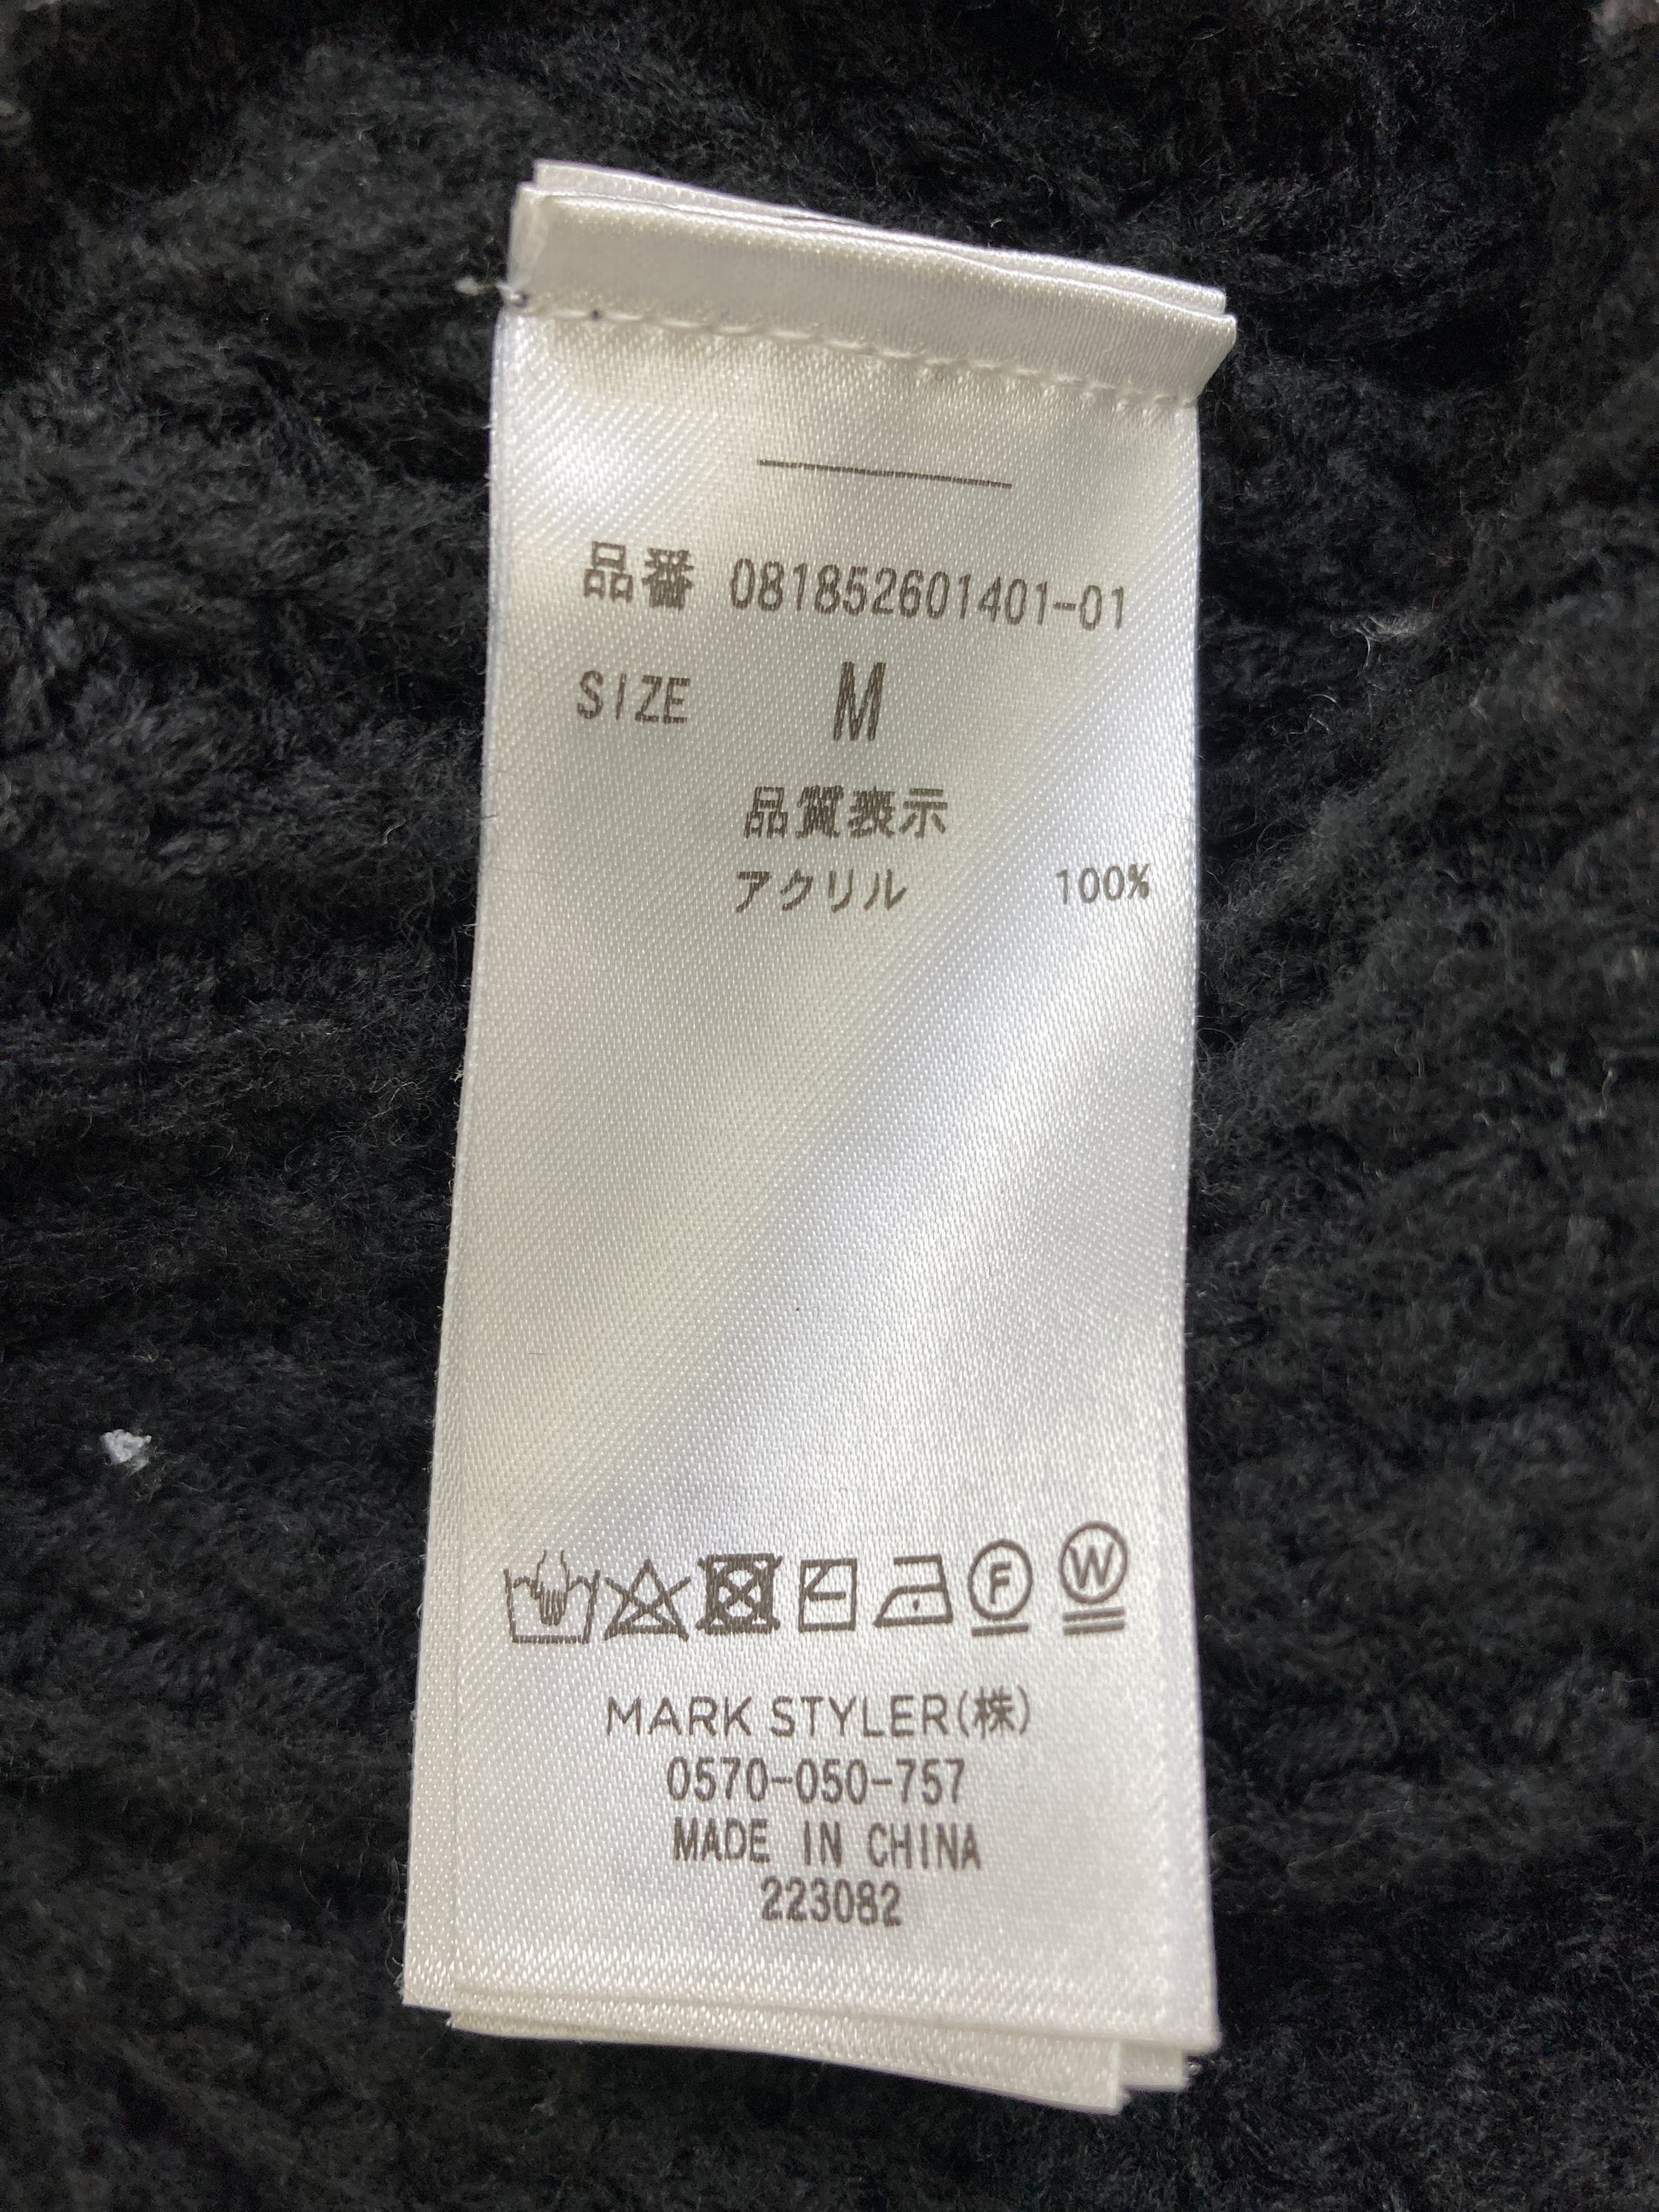 品番 081852601401-01
SIZE M
品質表示
アクリル 100%
F W
MARK STYLER(株)
0570-050-757
MADE IN CHINA
223082